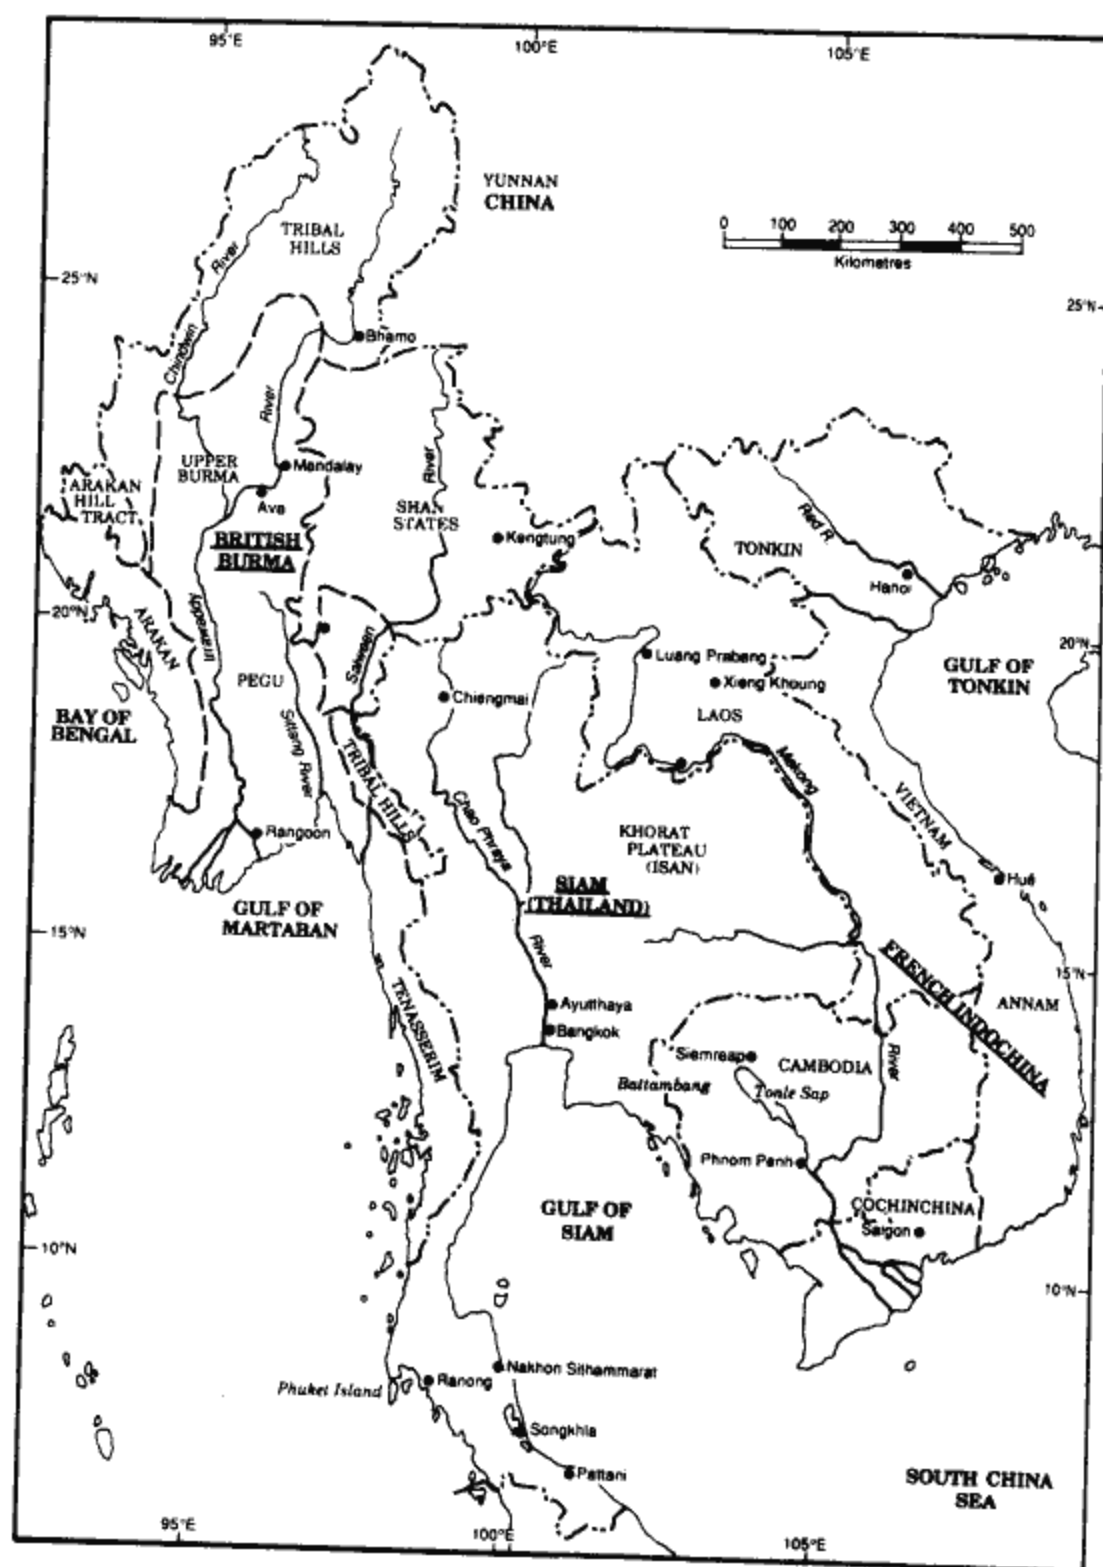 95°E
100°E
105°E
YUNNAN
CHINA
0 100 200 300 400 500
Kilometres
TRIBAL
HILLS
River
25°N
25°N
Chindwin
Bhamo
River
UPPER
BURMA
Mandalay
Ava
ARAKAN
HILL
TRACT
BRITISH
BURMA
SHAN
STATES
River
Kengtung
Red R.
TONKIN
Hanoi
20°N
20°N
ARAKAN
Irrawaddy
PEGU
Sittang River
Salween
Chiengmai
Luang Prabang
Xieng Khoung
LAOS
GULF OF
TONKIN
BAY OF
BENGAL
TRIBAL HILLS
Mekong
VIETNAM
Rangoon
Chao Phraya
KHORAT
PLATEAU
(ISAN)
Hué
SIAM
(THAILAND)
GULF OF
MARTABAN
15°N
15°N
River
FRENCH INDOCHINA
ANNAM
TENASSERIM
Ayutthaya
Bangkok
Siemreap
CAMBODIA
River
Battambang
Tonle Sap
Phnom Penh
COCHINCHINA
Saigon
GULF OF
SIAM
10°N
10°N
Nakhon Sithammarat
Phuket Island
Ranong
Songkhla
Pattani
SOUTH CHINA
SEA
95°E
100°E
105°E